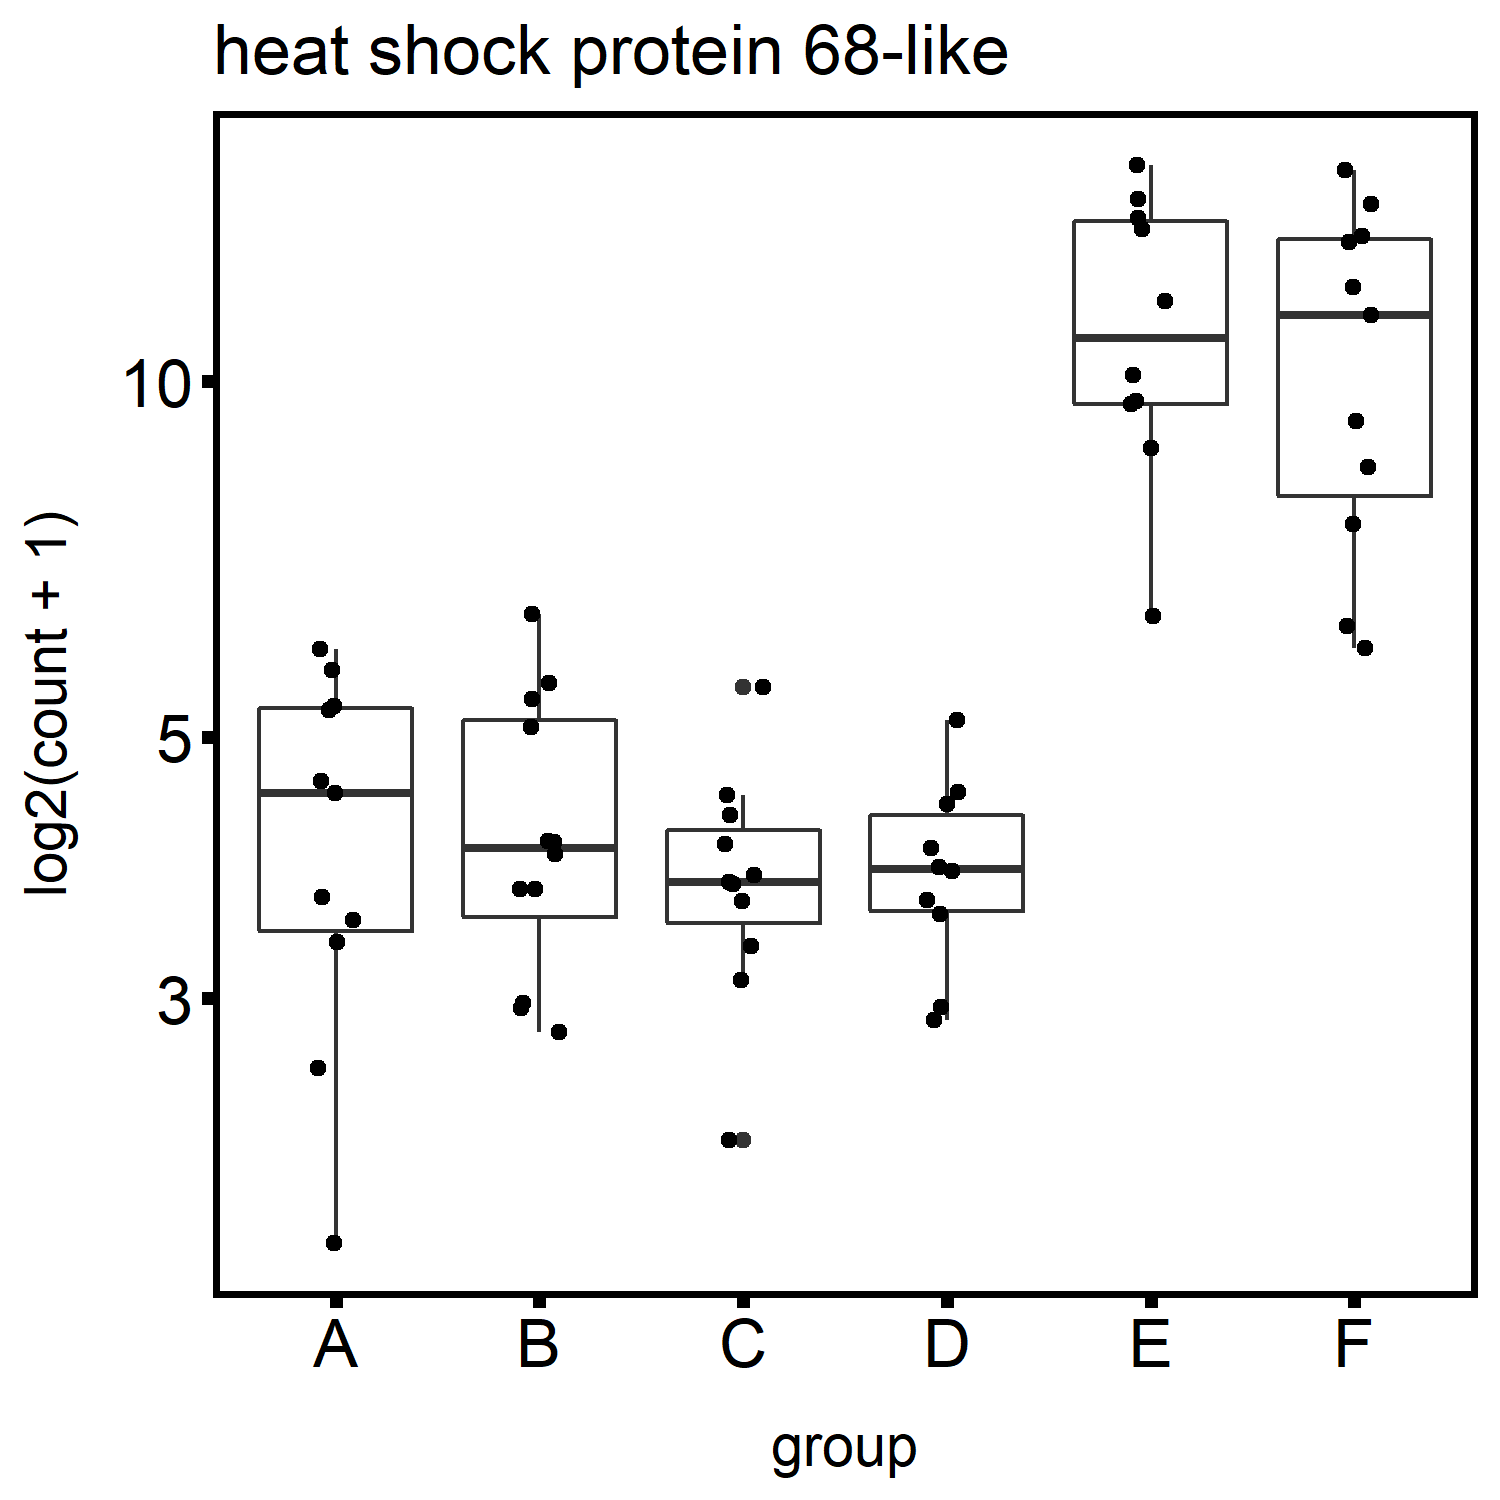 heat shock protein 68-like
log2(count + 1)
10
5
3
A B C D E F
group